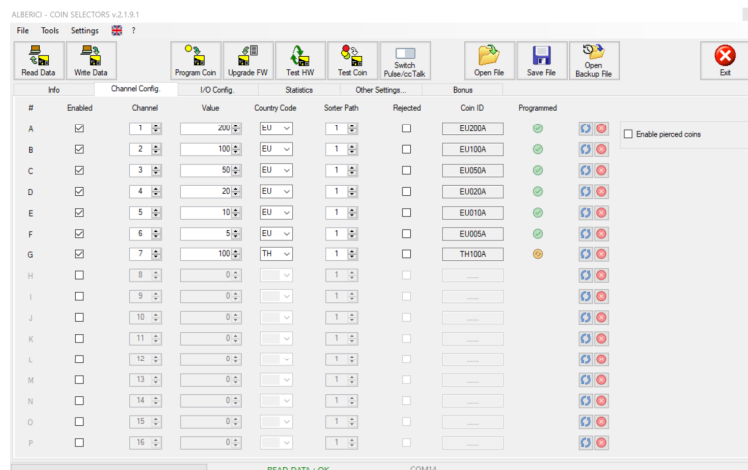 ALBERICI - COIN SELECTORS v.2.1.9.1
File Tools Settings ?
Read Data Write Data Program Coin Upgrade FW Test HW Test Coin Switch Pulse/ccTalk Open File Save File Open Backup File Exit
Info Channel Config. I/O Config. Statistics Other Settings... Bonus
# Enabled Channel Value Country Code Sorter Path Rejected Coin ID Programmed
A 1 200 EU 1 EU200A Enable pierced coins
B 2 100 EU 1 EU100A
C 3 50 EU 1 EU050A
D 4 20 EU 1 EU020A
E 5 10 EU 1 EU010A
F 6 5 EU 1 EU005A
G 7 100 TH 1 TH100A
H 8 0 1 ......
I 9 0 1 ......
J 10 0 1 ......
K 11 0 1 ......
L 12 0 1 ......
M 13 0 1 ......
N 14 0 1 ......
O 15 0 1 ......
P 16 0 1 ......
READ DATA : OK COM14